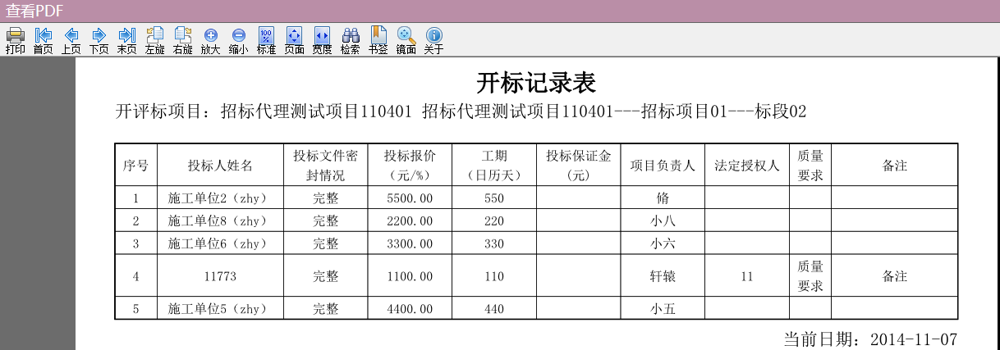 查看PDF
打印 首页 上页 下页 末页 左旋 右旋 放大 缩小 标准 页面 宽度 检索 书签 镜面 关于
开标记录表
开评标项目：招标代理测试项目110401 招标代理测试项目110401---招标项目01---标段02
序号 投标人姓名 投标文件密封情况 投标报价（元/%） 工期（日历天） 投标保证金(元) 项目负责人 法定授权人 质量要求 备注
1 施工单位2（zhy） 完整 5500.00 550 脩
2 施工单位8（zhy） 完整 2200.00 220 小八
3 施工单位6（zhy） 完整 3300.00 330 小六
4 11773 完整 1100.00 110 轩辕 11 质量要求 备注
5 施工单位5（zhy） 完整 4400.00 440 小五
当前日期：2014-11-07